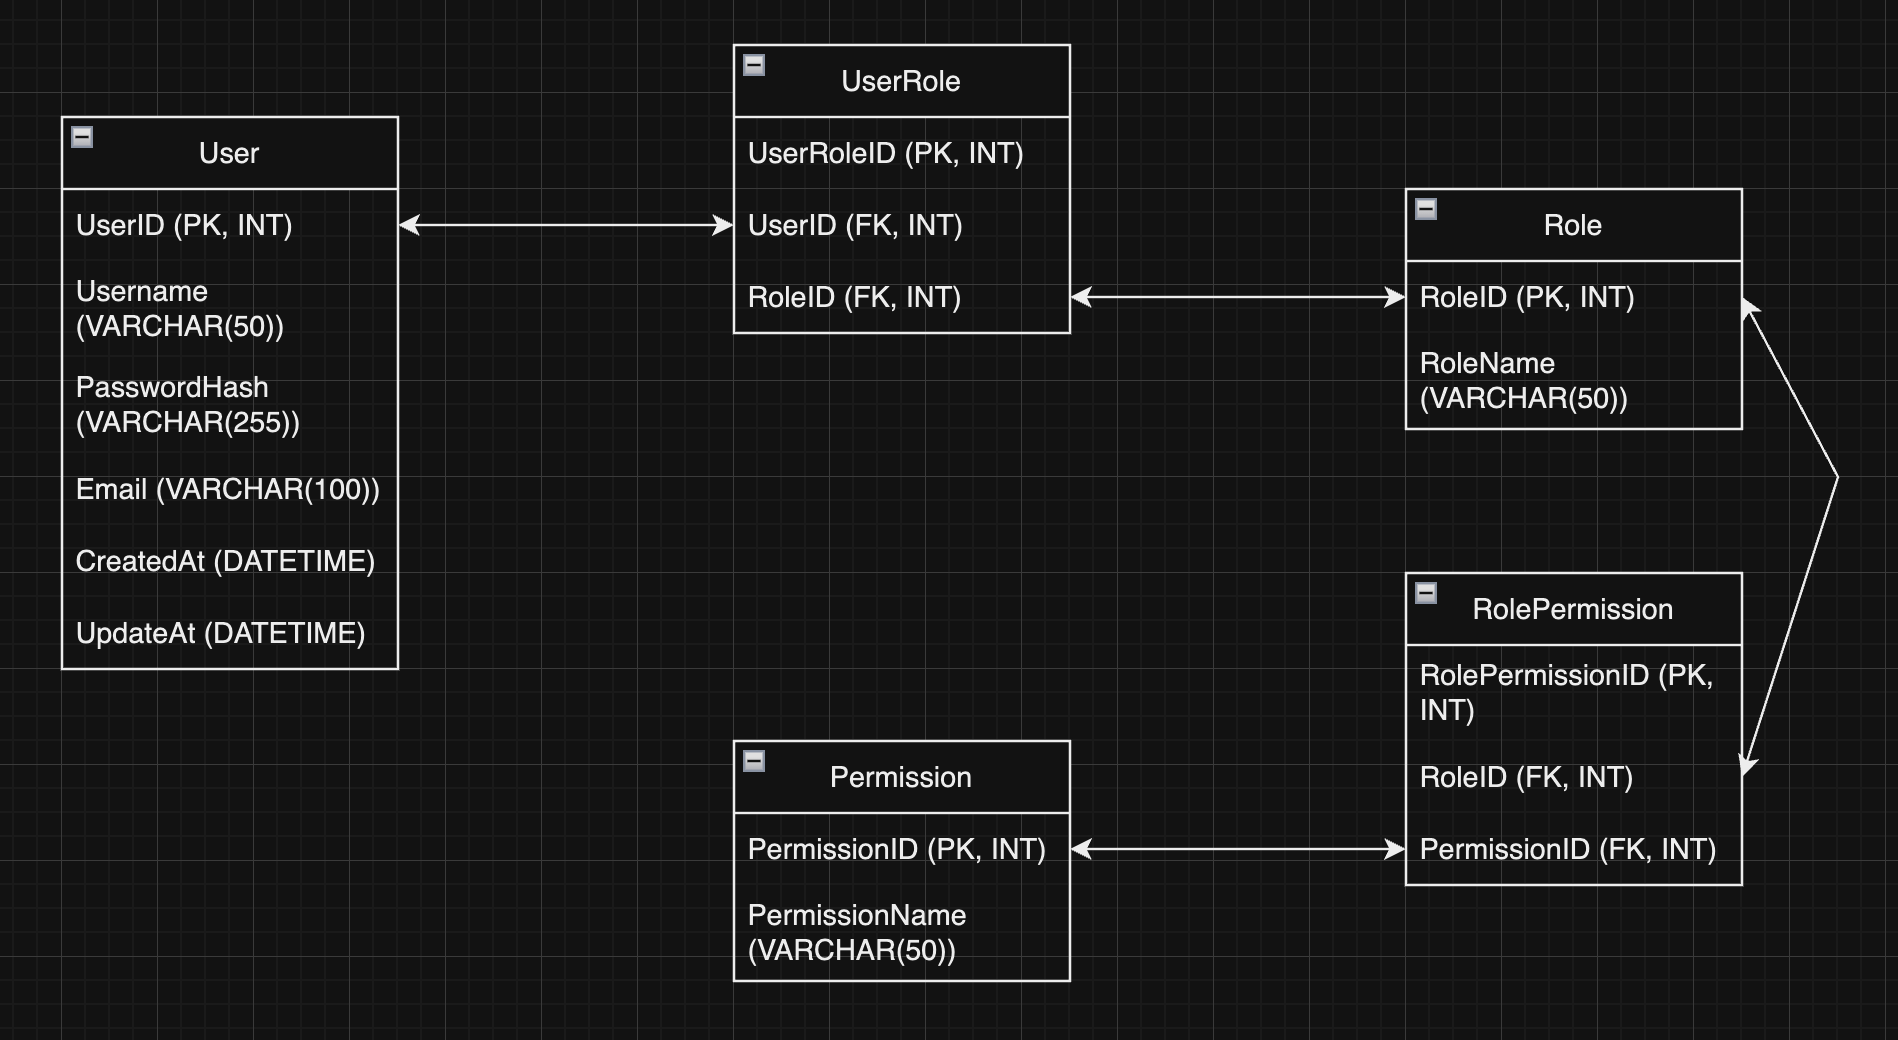 User
UserID (PK, INT)
Username
(VARCHAR(50))
PasswordHash
(VARCHAR(255))
Email (VARCHAR(100))
CreatedAt (DATETIME)
UpdateAt (DATETIME)
UserRole
UserRoleID (PK, INT)
UserID (FK, INT)
RoleID (FK, INT)
Role
RoleID (PK, INT)
RoleName
(VARCHAR(50))
RolePermission
RolePermissionID (PK,
INT)
RoleID (FK, INT)
PermissionID (FK, INT)
Permission
PermissionID (PK, INT)
PermissionName
(VARCHAR(50))